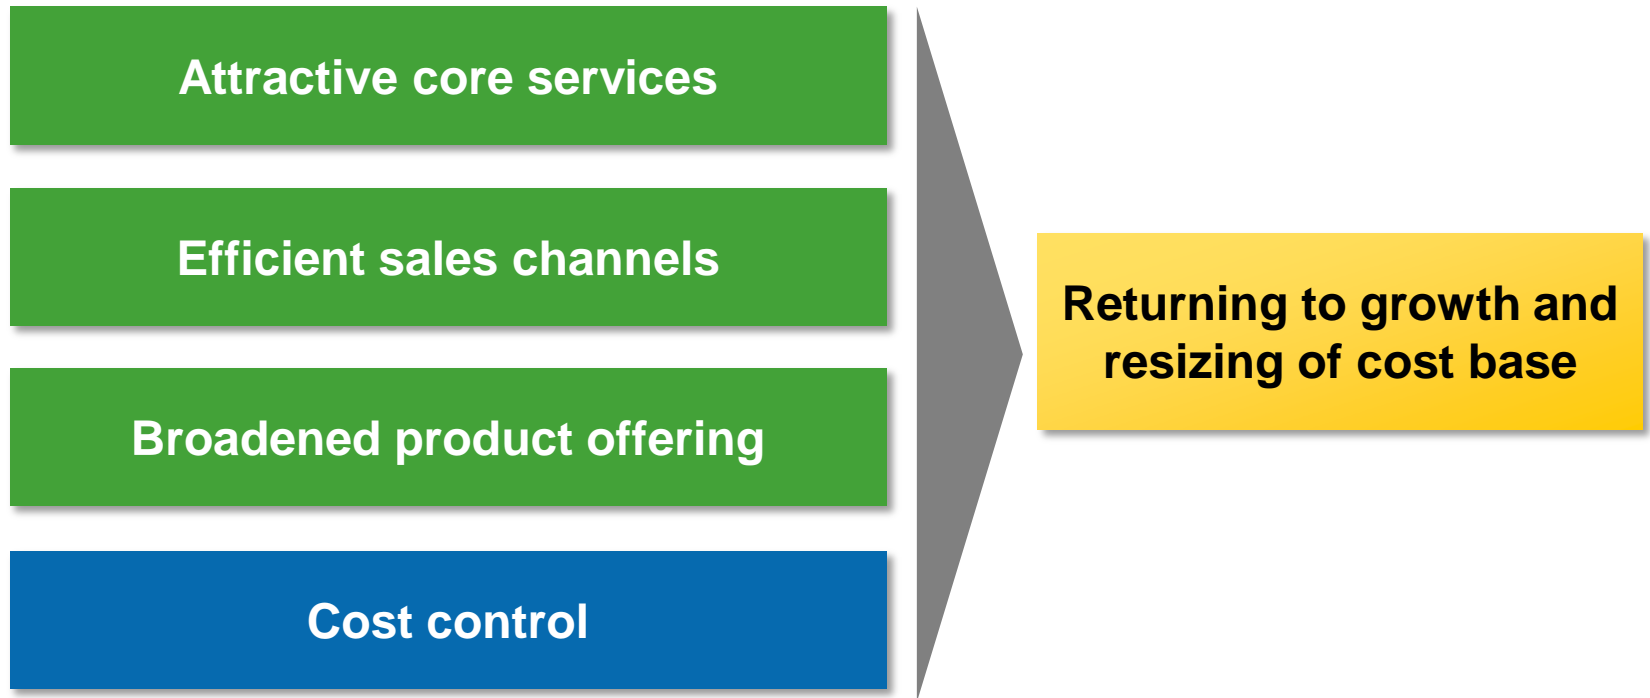 Attractive core services
Efficient sales channels
Broadened product offering
Cost control
Returning to growth and
resizing of cost base